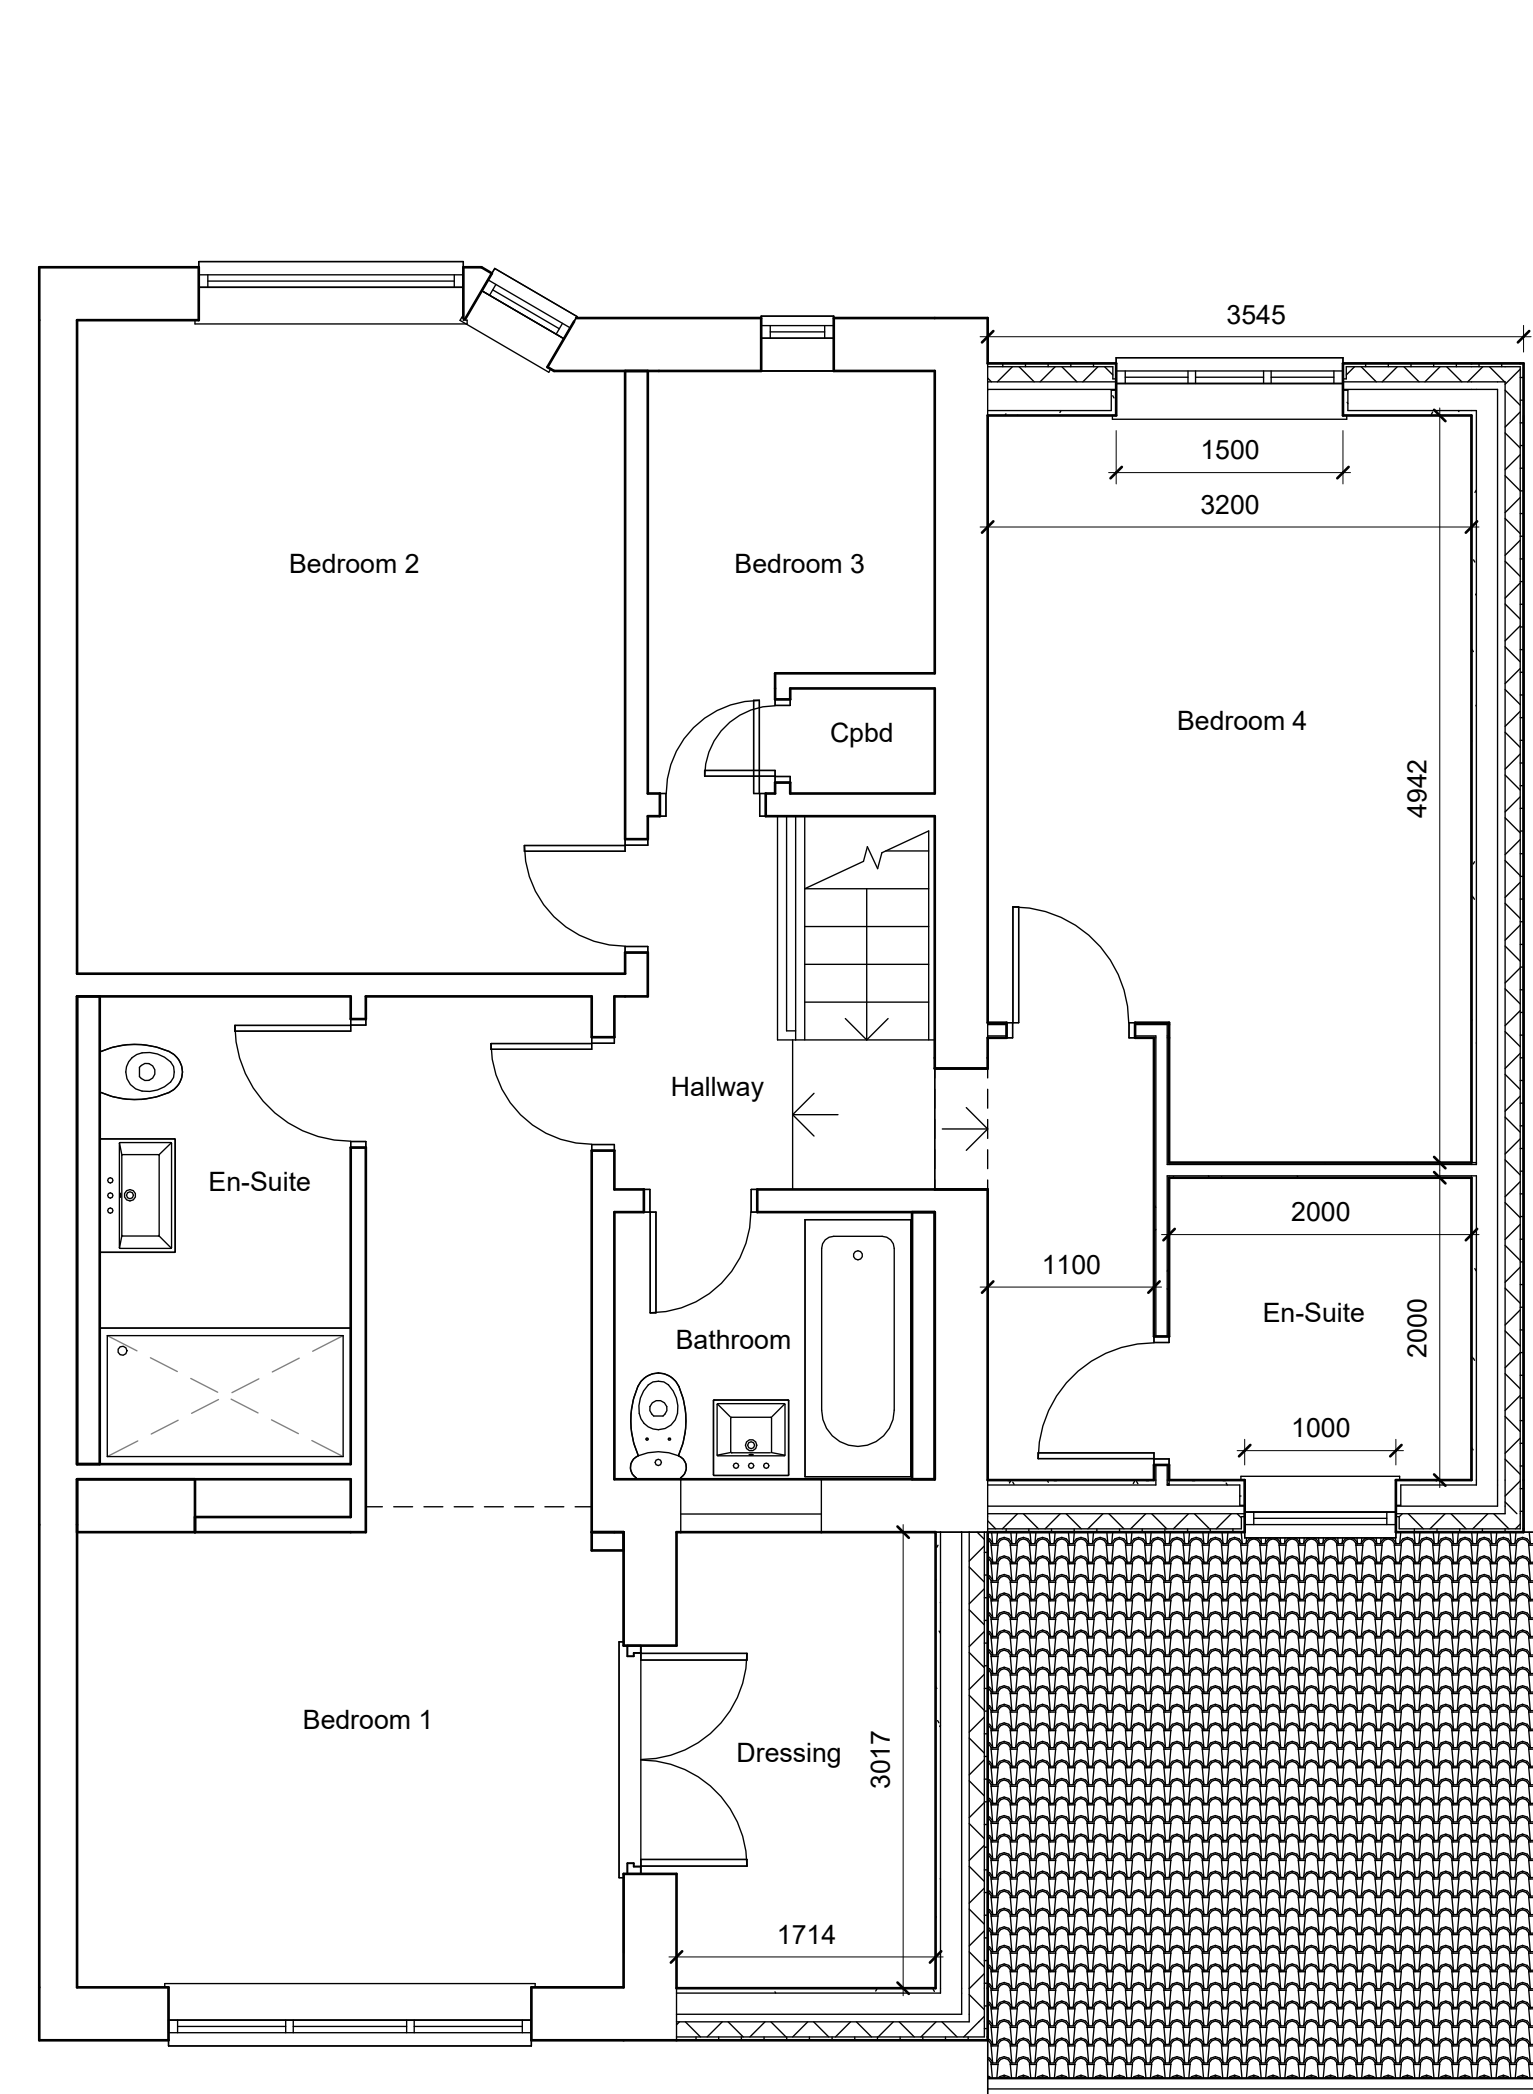 3545
1500
3200
Bedroom 2
Bedroom 3
Bedroom 4
Cpbd
4942
Hallway
En-Suite
2000
1100
En-Suite
2000
Bathroom
1000
Bedroom 1
Dressing
3017
1714